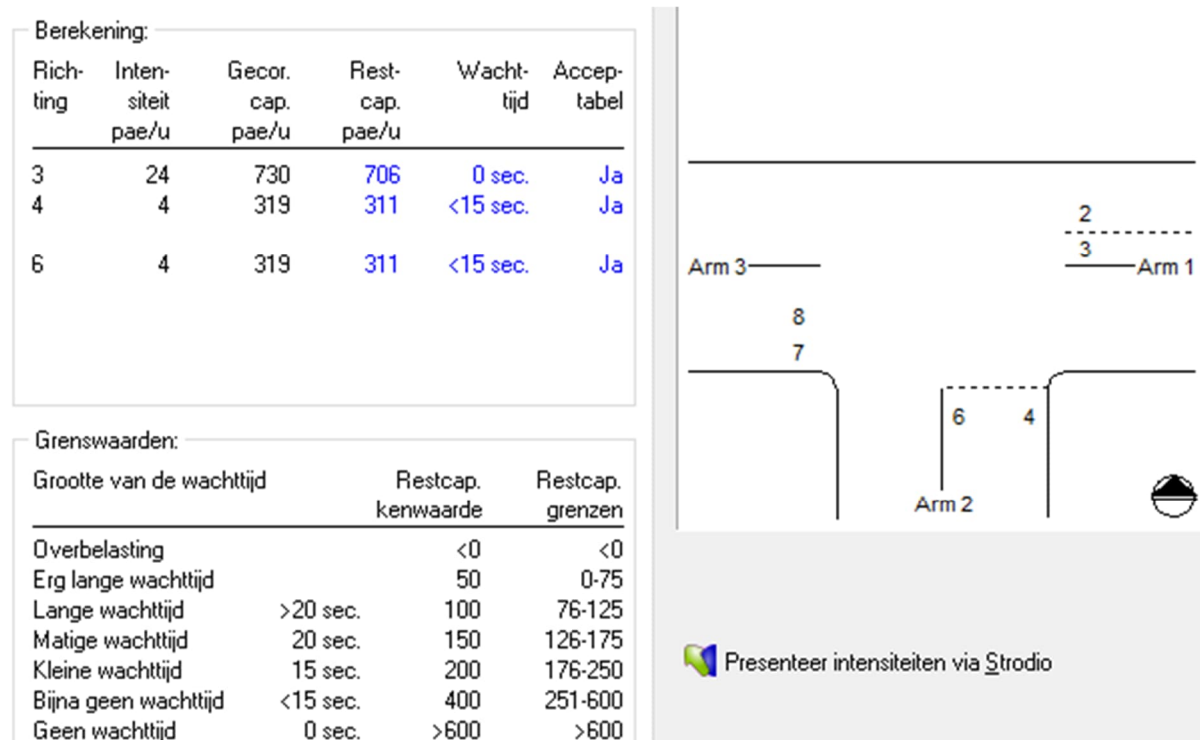 Berekening:
Rich- Inten- Gecor. Rest- Wacht- Accep-
ting siteit cap. cap. tijd tabel
pae/u pae/u pae/u
3 24 730 706 0 sec. Ja
4 4 319 311 <15 sec. Ja
6 4 319 311 <15 sec. Ja
Grenswaarden:
Grootte van de wachttijd Restcap. Restcap.
kenwaarde grenzen
Overbelasting <0 <0
Erg lange wachttijd 50 0-75
Lange wachttijd >20 sec. 100 76-125
Matige wachttijd 20 sec. 150 126-175
Kleine wachttijd 15 sec. 200 176-250
Bijna geen wachttijd <15 sec. 400 251-600
Geen wachttijd 0 sec. >600 >600
2
3
Arm 3 Arm 1
8
7
6 4
Arm 2
Presenteer intensiteiten via Strodio